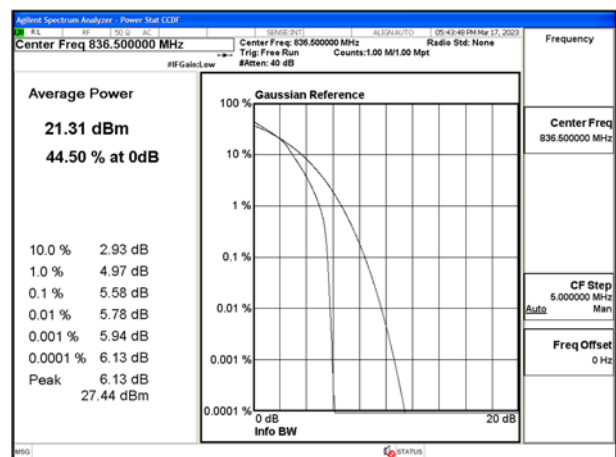 Agilent Spectrum Analyzer - Power Stat CCDF
RL RF 50 Ω AC SENSE:INT ALIGN AUTO 05:43:48 PM Mar 17, 2023
Center Freq 836.500000 MHz
Center Freq: 836.500000 MHz Radio Std: None
Trig: Free Run Counts:1.00 M/1.00 Mpt
#IFGain:Low #Atten: 40 dB
Frequency
Average Power
21.31 dBm
44.50 % at 0dB
10.0 % 2.93 dB
1.0 % 4.97 dB
0.1 % 5.58 dB
0.01 % 5.78 dB
0.001 % 5.94 dB
0.0001 % 6.13 dB
Peak 6.13 dB
27.44 dBm
Gaussian Reference
100 %
10 %
1 %
0.1 %
0.01 %
0.001 %
0.0001 %
0 dB 20 dB
Info BW
Center Freq
836.500000 MHz
CF Step
5.000000 MHz
Auto Man
Freq Offset
0 Hz
MSG STATUS